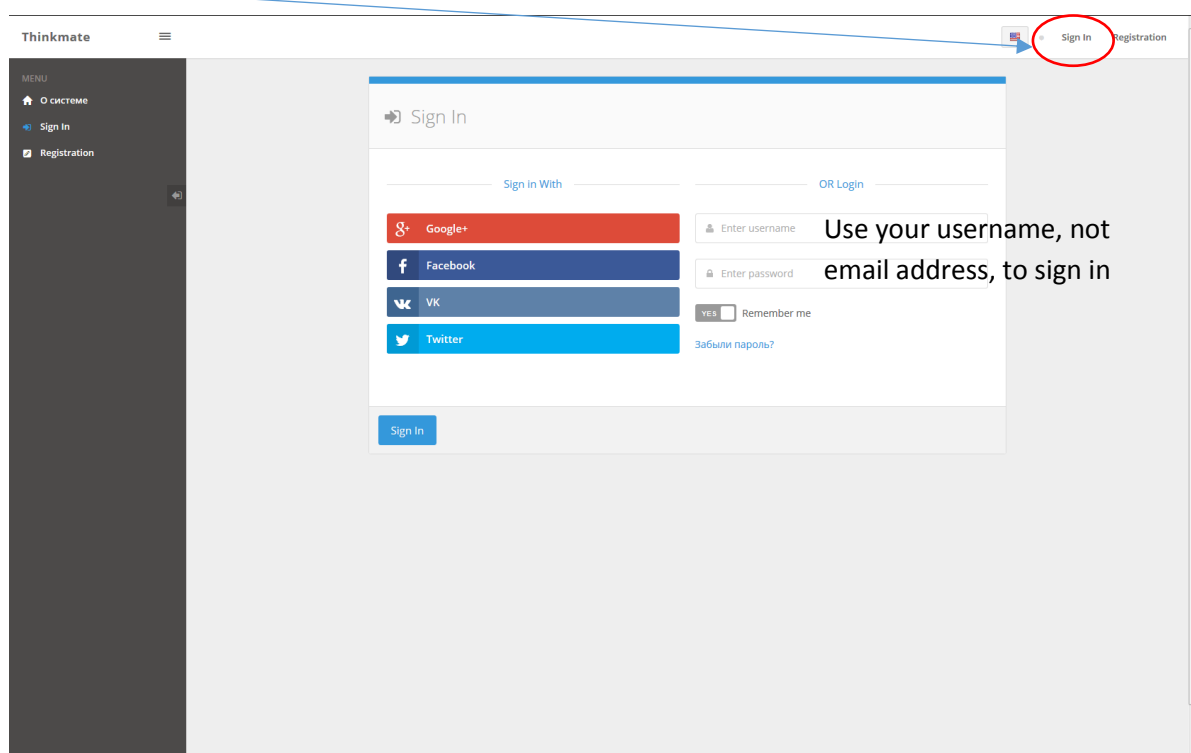 Thinkmate
Sign In
Registration
MENU
О системе
Sign In
Registration
Sign In
Sign in With
OR Login
Google+
Facebook
VK
Twitter
Enter username
Enter password
Use your username, not
email address, to sign in
YES
Remember me
Забыли пароль?
Sign In